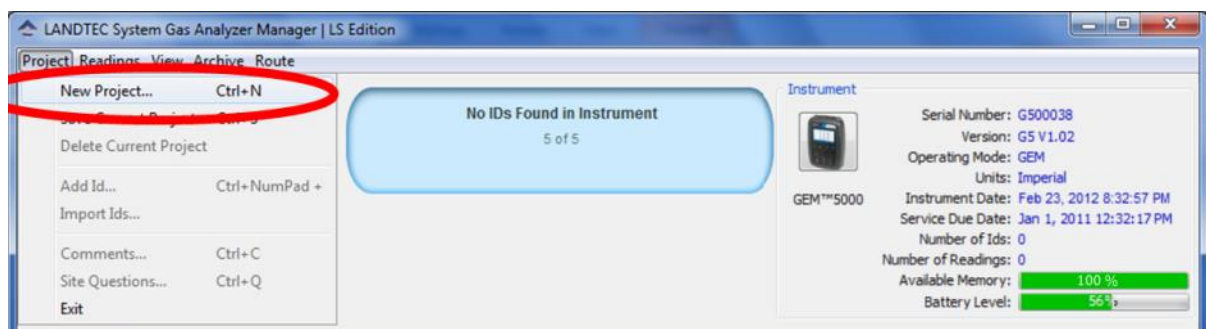 LANDTEC System Gas Analyzer Manager | LS Edition
Project Readings View Archive Route
New Project... Ctrl+N
Delete Current Project
Add Id... Ctrl+NumPad +
Import Ids...
Comments... Ctrl+C
Site Questions... Ctrl+Q
Exit
No IDs Found in Instrument
5 of 5
Instrument
GEM™5000
Serial Number: G500038
Version: G5 V1.02
Operating Mode: GEM
Units: Imperial
Instrument Date: Feb 23, 2012 8:32:57 PM
Service Due Date: Jan 1, 2011 12:32:17 PM
Number of Ids: 0
Number of Readings: 0
Available Memory: 100 %
Battery Level: 56%